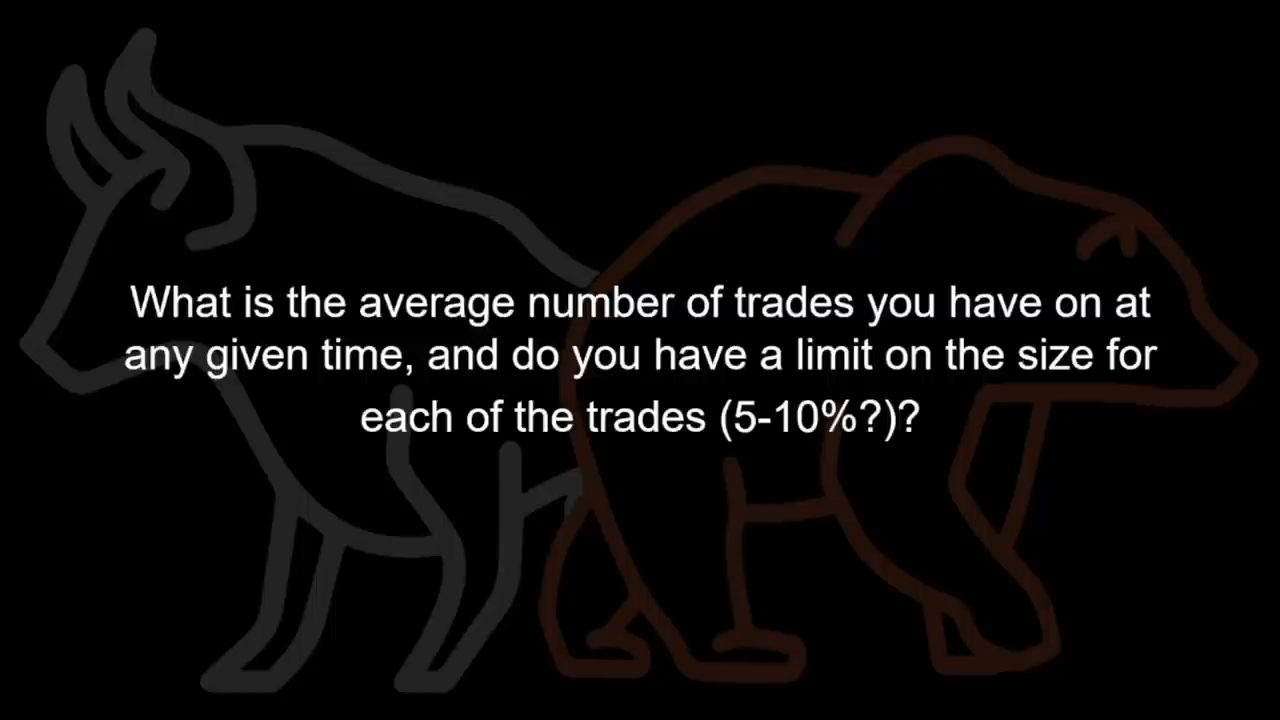 What is the average number of trades you have on at
any given time, and do you have a limit on the size for
each of the trades (5-10%?)?